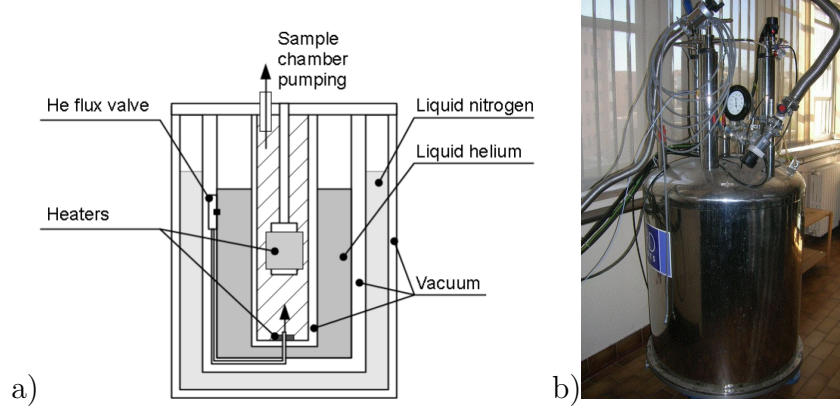 Sample
chamber
pumping
He flux valve
Liquid nitrogen
Liquid helium
Heaters
Vacuum
a)
b)